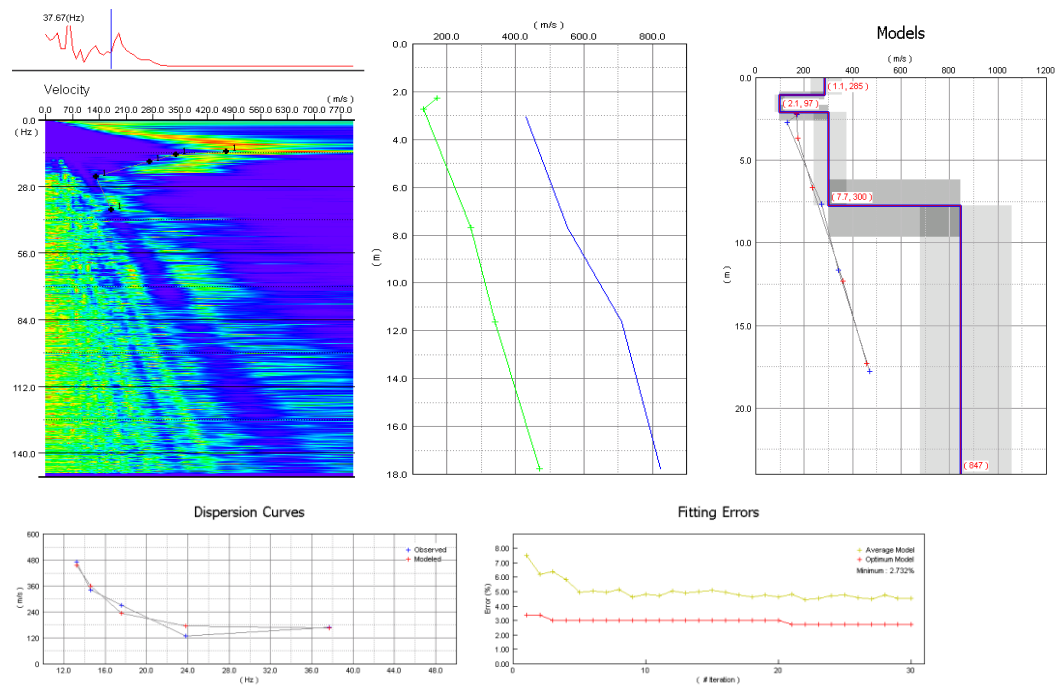 37.67(Hz)
Velocity
( m/s )
0.0 70.0 140.0 210.0 280.0 350.0 420.0 490.0 560.0 630.0 700.0 770.0
0.0
( Hz )
28.0
56.0
84.0
112.0
140.0
1
1
1
1
1
( m/s )
200.0 400.0 600.0 800.0
0.0
2.0
4.0
6.0
8.0
10.0
12.0
14.0
16.0
18.0
( m )
Models
( m/s )
0 200 400 600 800 1000 1200
0.0
5.0
10.0
15.0
20.0
( m )
( 1.1, 285)
( 2.1, 97)
( 7.7, 300)
( 847)
Dispersion Curves
600
480
360
240
120
0
(m/s)
Observed
Modeled
12.0 16.0 20.0 24.0 28.0 32.0 36.0 40.0 44.0 48.0
( Hz )
Fitting Errors
8.00
7.00
6.00
5.00
4.00
3.00
2.00
1.00
0.00
Error (%)
Average Model
Optimum Model
Minimum : 2.732%
0 10 20 30
( # Iteration )